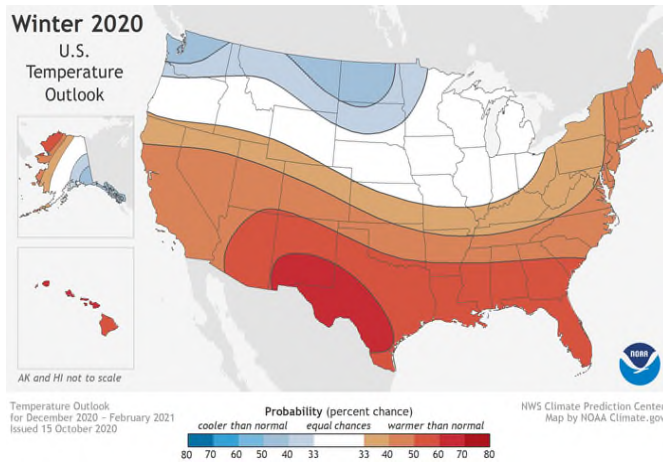 Winter 2020
U.S.
Temperature
Outlook
AK and HI not to scale
NOAA
Temperature Outlook
for December 2020 – February 2021
Issued 15 October 2020
NWS Climate Prediction Center
Map by NOAA Climate.gov
Probability (percent chance)
cooler than normal equal chances warmer than normal
80 70 60 50 40 33 33 40 50 60 70 80